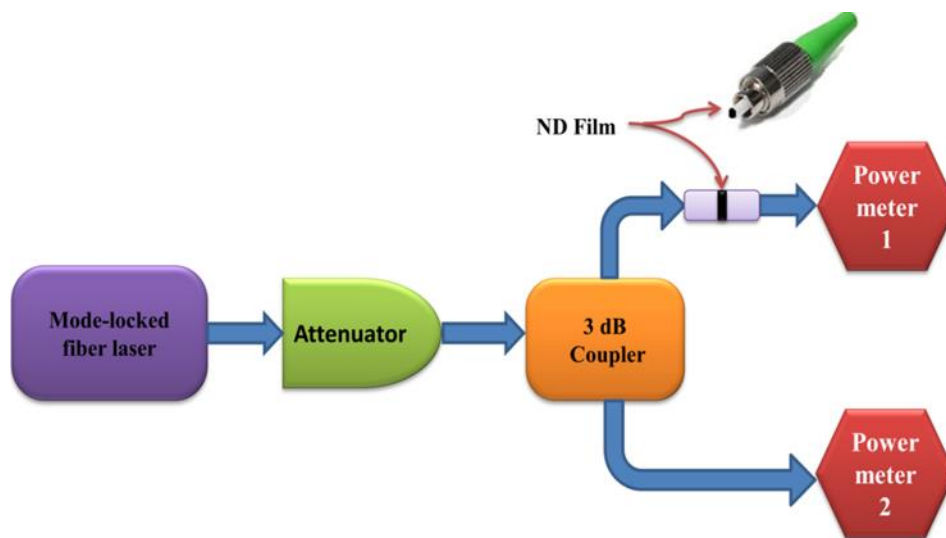 ND Film
Power
meter
1
Mode-locked
fiber laser
Attenuator
3 dB
Coupler
Power
meter
2